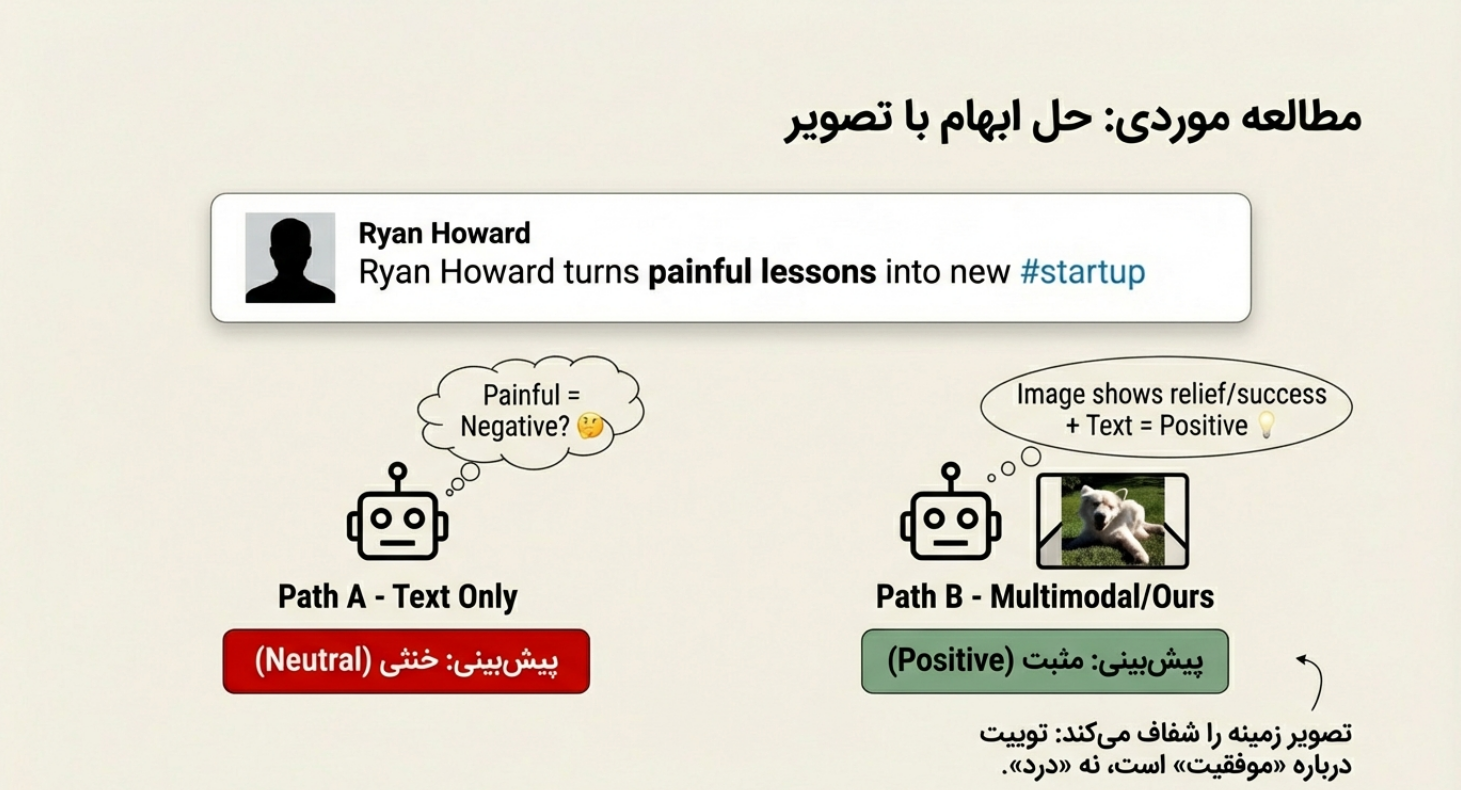 مطالعه موردی: حل ابهام با تصویر
Ryan Howard
Ryan Howard turns painful lessons into new #startup
Painful =
Negative? 🤔
Path A - Text Only
پیش‌بینی: خنثی (Neutral)
Image shows relief/success
+ Text = Positive 💡
Path B - Multimodal/Ours
پیش‌بینی: مثبت (Positive)
تصویر زمینه را شفاف می‌کند: توییت
درباره «موفقیت» است، نه «درد».